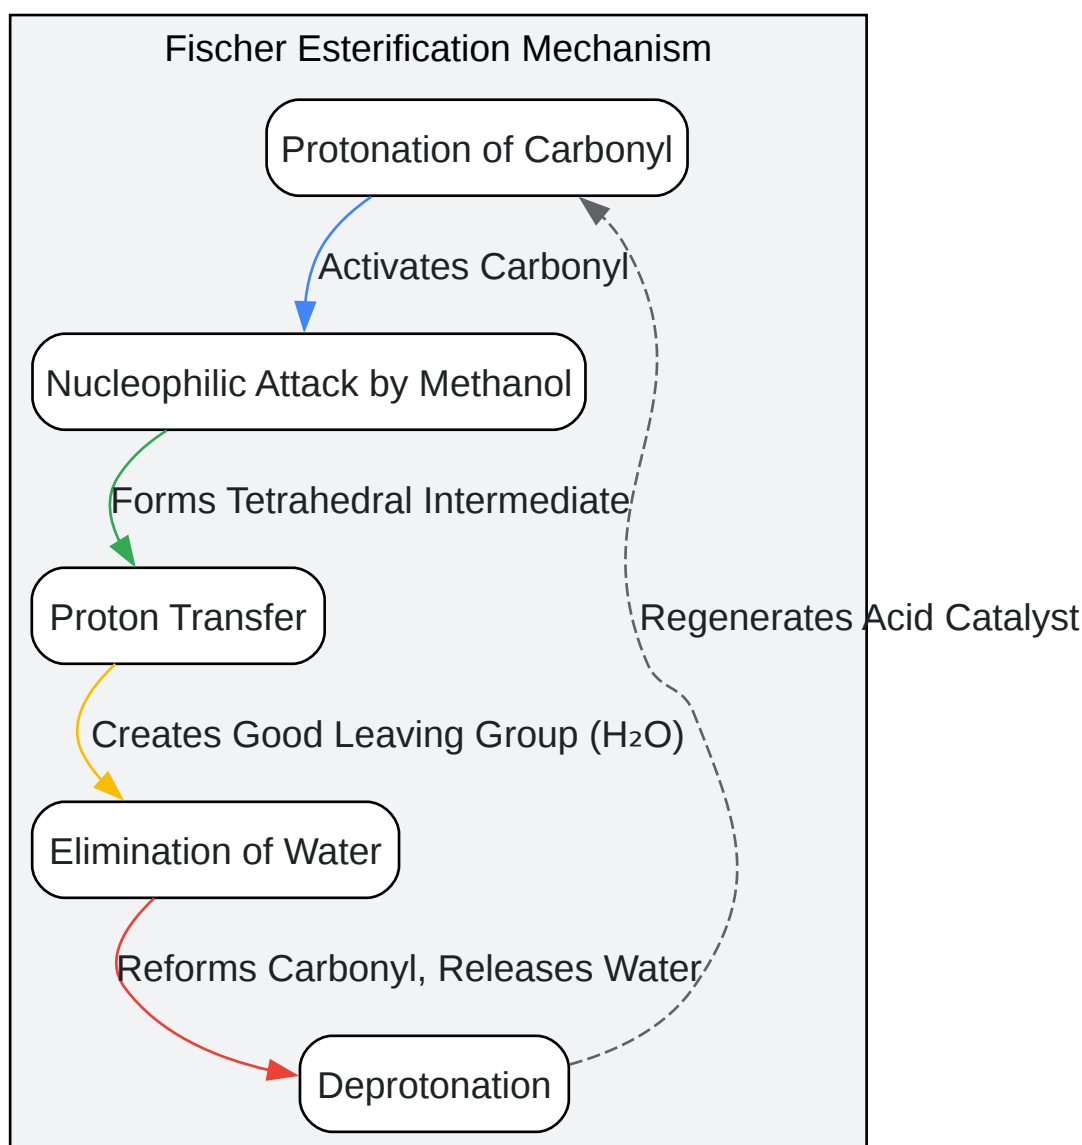 Fischer Esterification Mechanism
Protonation of Carbonyl
Activates Carbonyl
Nucleophilic Attack by Methanol
Forms Tetrahedral Intermediate
Proton Transfer
Regenerates Acid Catalyst
Creates Good Leaving Group (H₂O)
Elimination of Water
Reforms Carbonyl, Releases Water
Deprotonation